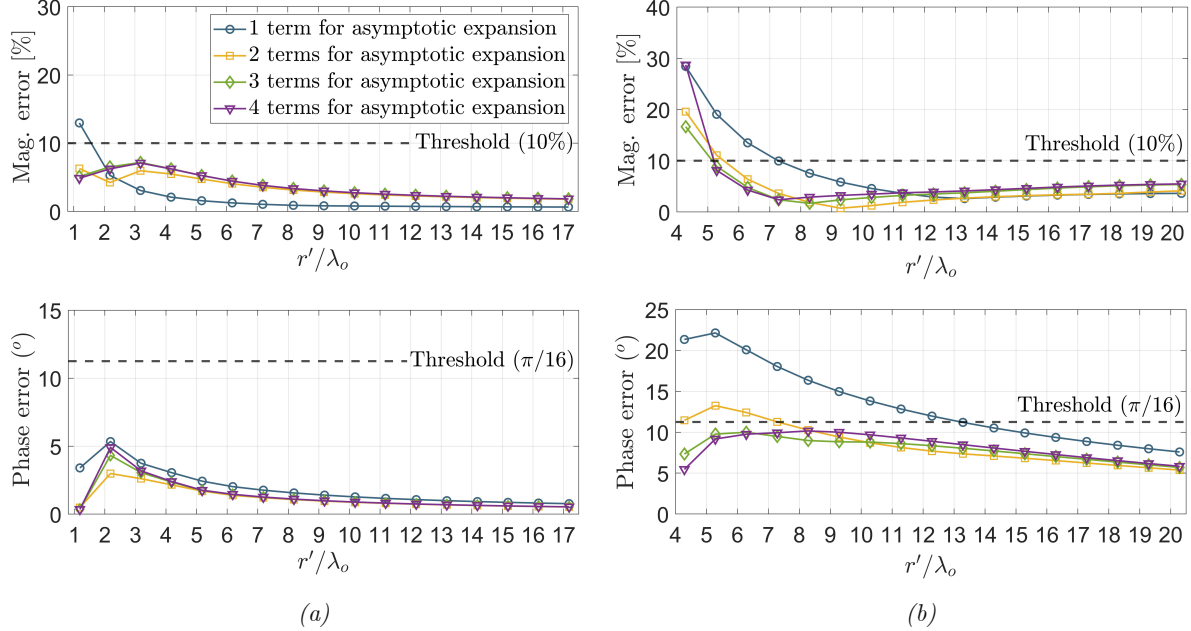 Mag. error [%]
30
20
10
0
1 term for asymptotic expansion
2 terms for asymptotic expansion
3 terms for asymptotic expansion
4 terms for asymptotic expansion
Threshold (10%)
1 2 3 4 5 6 7 8 9 10 11 12 13 14 15 16 17
r′/λₒ
Mag. error [%]
40
30
20
10
0
Threshold (10%)
4 5 6 7 8 9 10 11 12 13 14 15 16 17 18 19 20
r′/λₒ
Phase error (º)
15
10
5
0
Threshold (π/16)
1 2 3 4 5 6 7 8 9 10 11 12 13 14 15 16 17
r′/λₒ
(a)
Phase error (º)
25
20
15
10
5
0
Threshold (π/16)
4 5 6 7 8 9 10 11 12 13 14 15 16 17 18 19 20
r′/λₒ
(b)